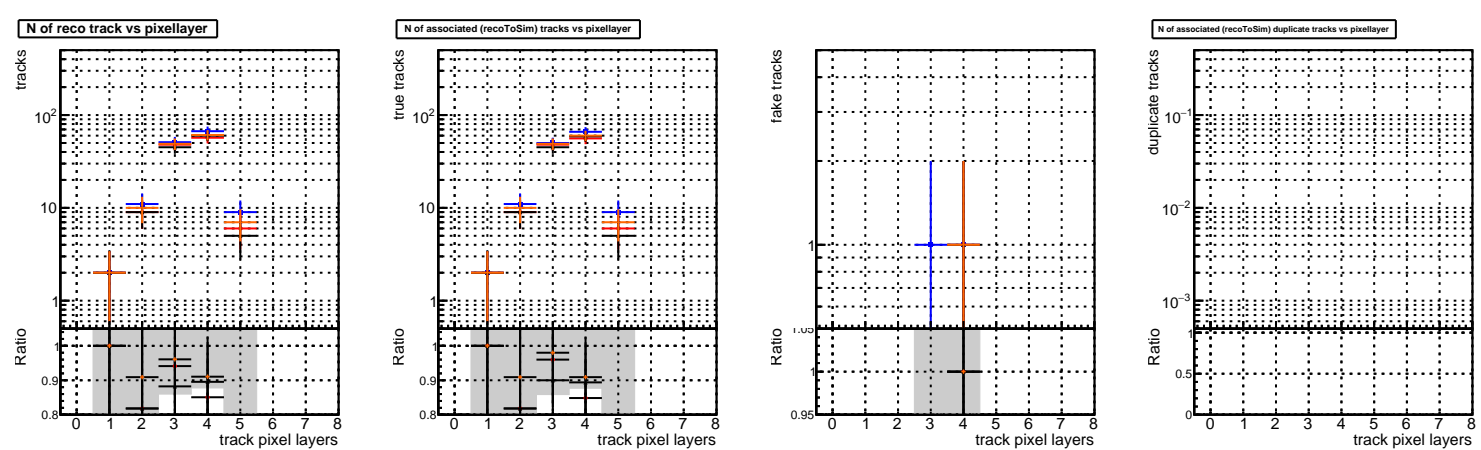 N of reco track vs pixellayer
tracks
10²
10
1
Ratio
1
0.9
0.8
0 1 2 3 4 5 6 7 8
track pixel layers
N of associated (recoToSim) tracks vs pixellayer
true tracks
10²
10
1
Ratio
1
0.9
0.8
0 1 2 3 4 5 6 7 8
track pixel layers
fake tracks
1
Ratio
1.05
1
0.95
0 1 2 3 4 5 6 7 8
track pixel layers
N of associated (recoToSim) duplicate tracks vs pixellayer
duplicate tracks
10⁻¹
10⁻²
10⁻³
Ratio
1
0.5
0
0 1 2 3 4 5 6 7 8
track pixel layers